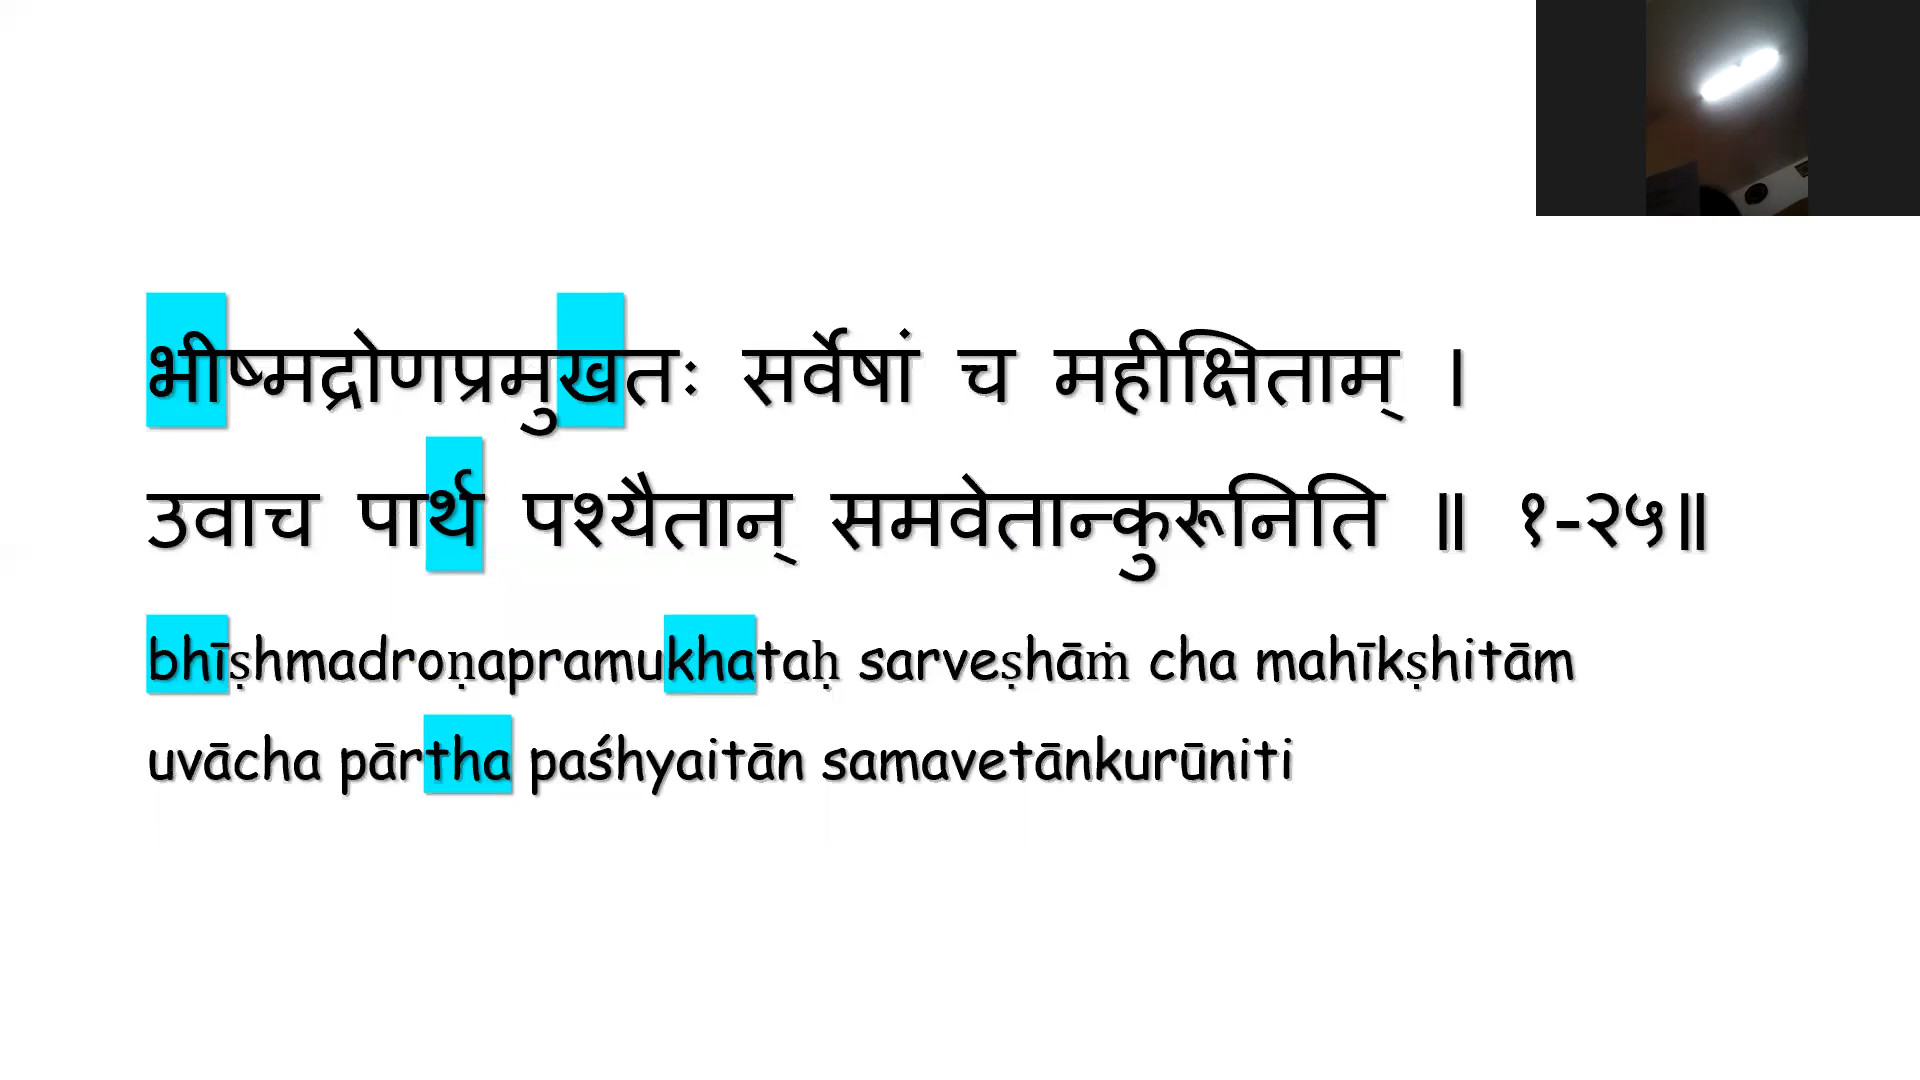 भीष्मद्रोणप्रमुखतः सर्वेषां च महीक्षिताम् ।
उवाच पार्थ पश्यैतान् समवेतान्कुरूनिति ॥ १-२५॥
bhīṣhmadroṇapramukhataḥ sarveṣhāṁ cha mahīkṣhitām
uvācha pārtha paśhyaitān samavetānkurūniti